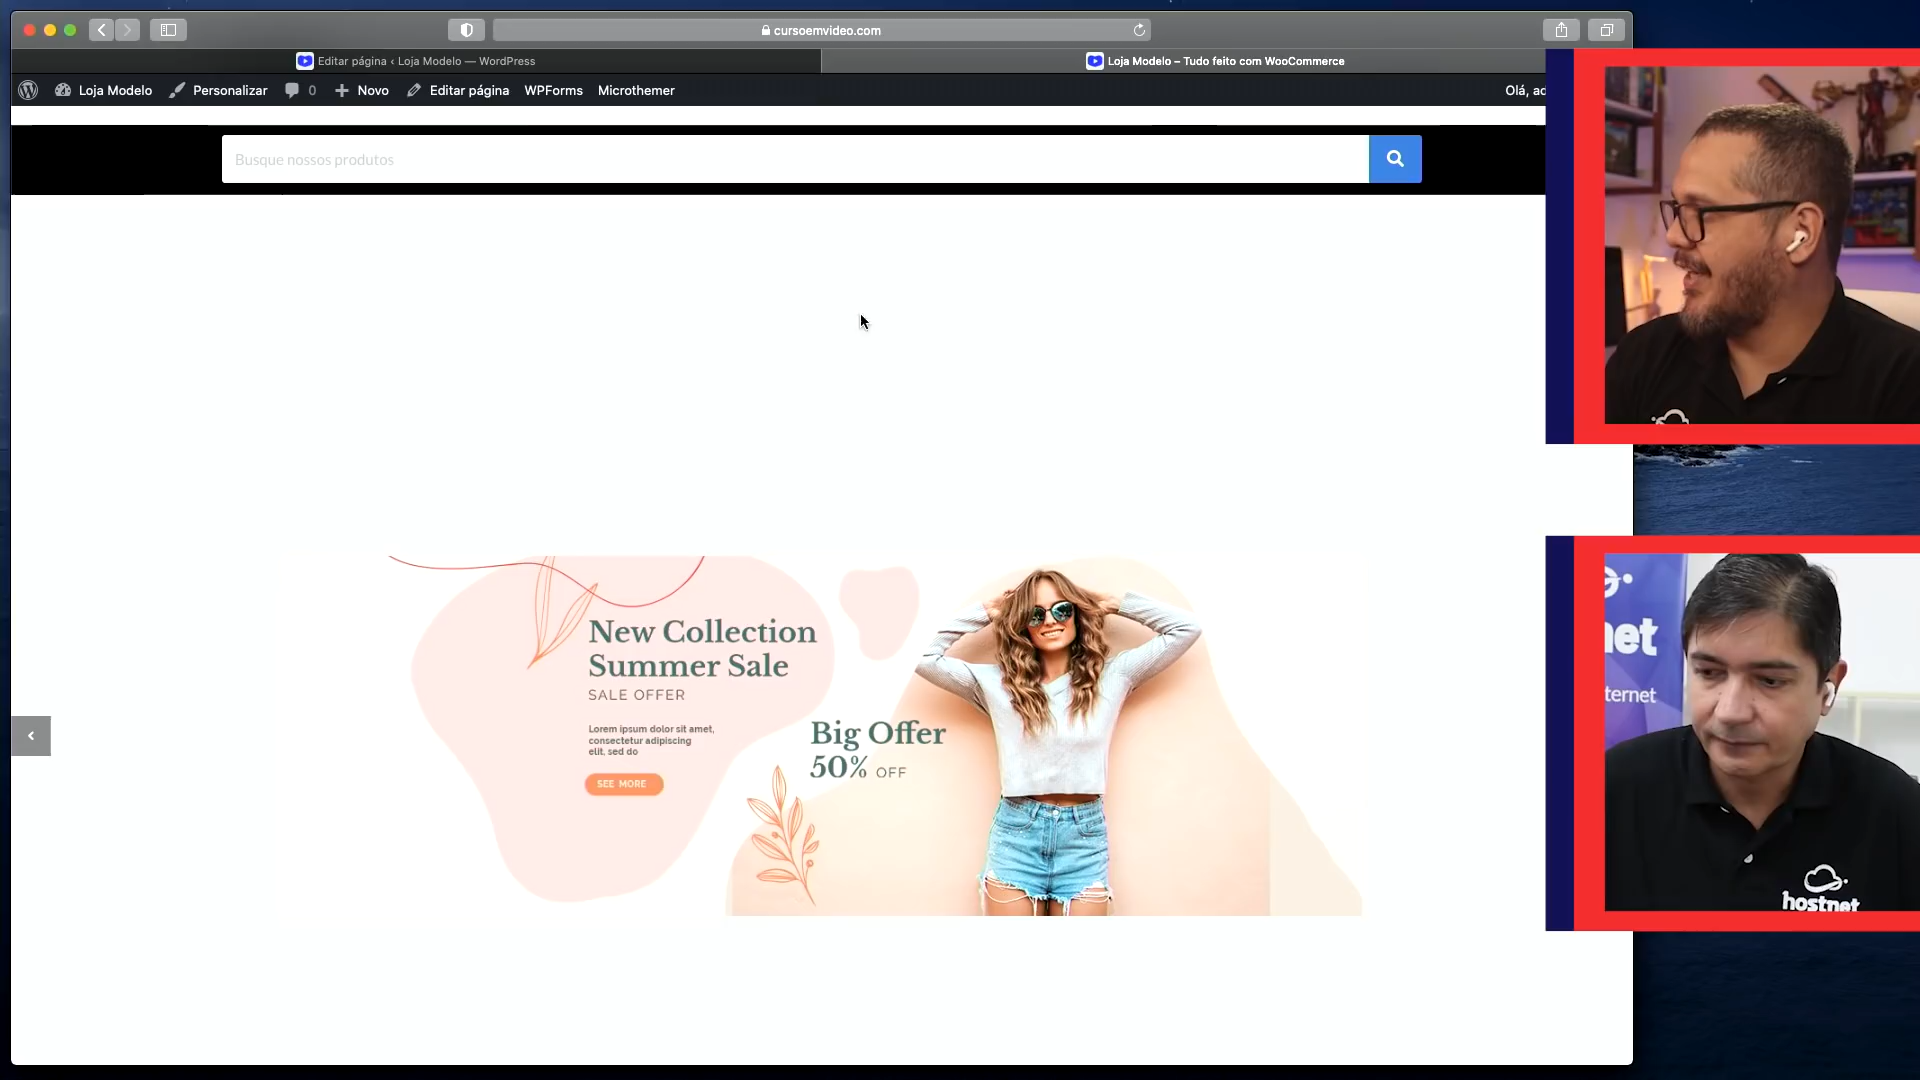 cursoemvideo.com
Editar página ‹ Loja Modelo — WordPress
Loja Modelo – Tudo feito com WooCommerce
Loja Modelo
Personalizar
0
Novo
Editar página
WPForms
Microthemer
Olá, ad
Busque nossos produtos
New Collection
Summer Sale
SALE OFFER
Lorem ipsum dolor sit amet,
consectetur adipiscing
elit, sed do
SEE MORE
Big Offer
50% OFF
net
ternet
hostnet